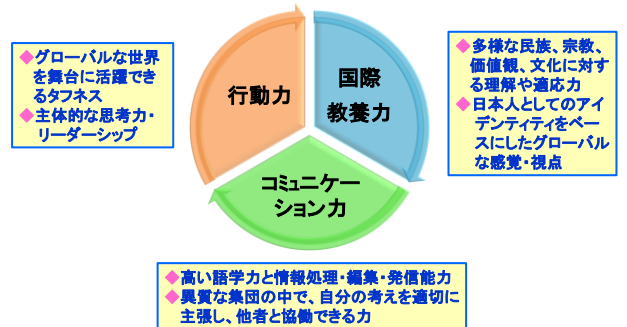 ◆グローバルな世界
を舞台に活躍でき
るタフネス
◆主体的な思考力・
リーダーシップ
行動力
国際
教養力
◆多様な民族、宗教、
価値観、文化に対す
る理解や適応力
◆日本人としてのアイ
デンティティをベー
スにしたグローバル
な感覚・視点
コミュニケー
ション力
◆高い語学力と情報処理・編集・発信能力
◆異質な集団の中で、自分の考えを適切に
主張し、他者と協働できる力